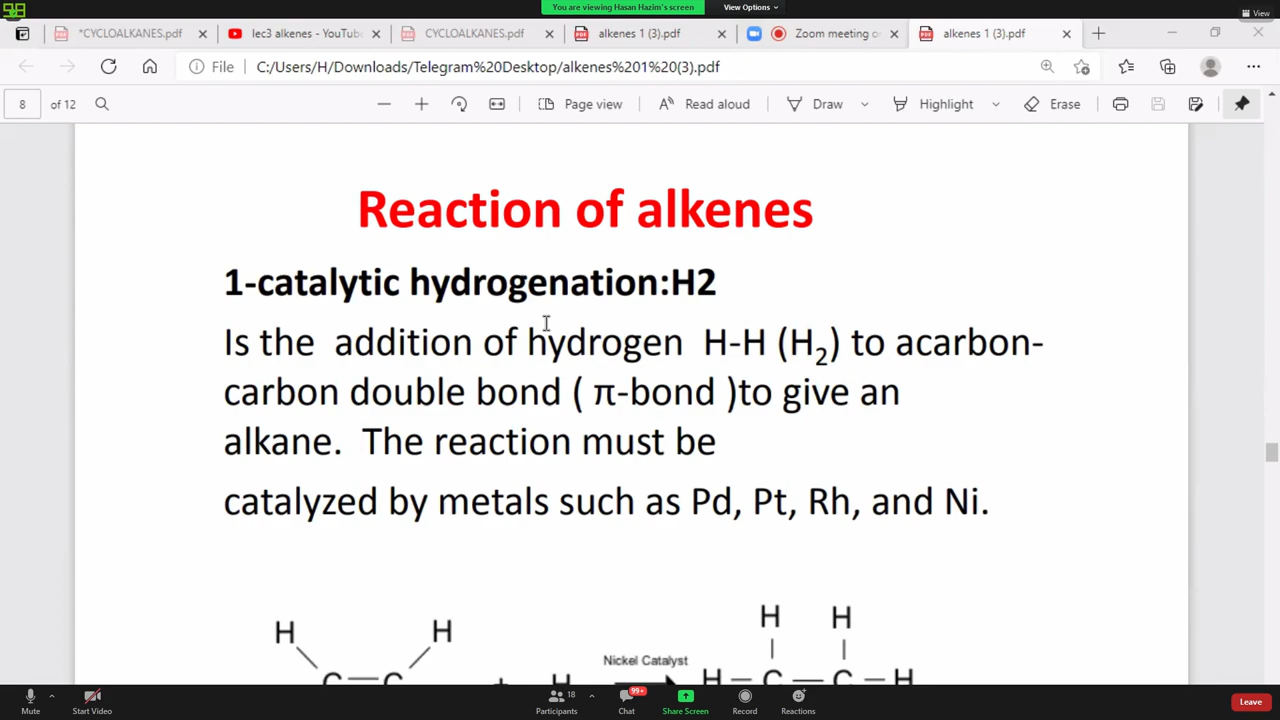 You are viewing Hasan Hazim's screen
View Options
View
*CYCLOALKANES.pdf
lec3 alkenes - YouTube
CYCLOALKANES.pdf
alkenes 1 (3).pdf
Zoom meeting o
alkenes 1 (3).pdf
File
C:/Users/H/Downloads/Telegram%20Desktop/alkenes%201%20(3).pdf
8 of 12
Page view
Read aloud
Draw
Highlight
Erase
Reaction of alkenes
1-catalytic hydrogenation:H2
Is the addition of hydrogen H-H (H₂) to acarbon-
carbon double bond ( π-bond )to give an
alkane. The reaction must be
catalyzed by metals such as Pd, Pt, Rh, and Ni.
H H
H H
Nickel Catalyst
C C + H H C C H
Mute
Start Video
18
Participants
99+
Chat
Share Screen
Record
Reactions
Leave